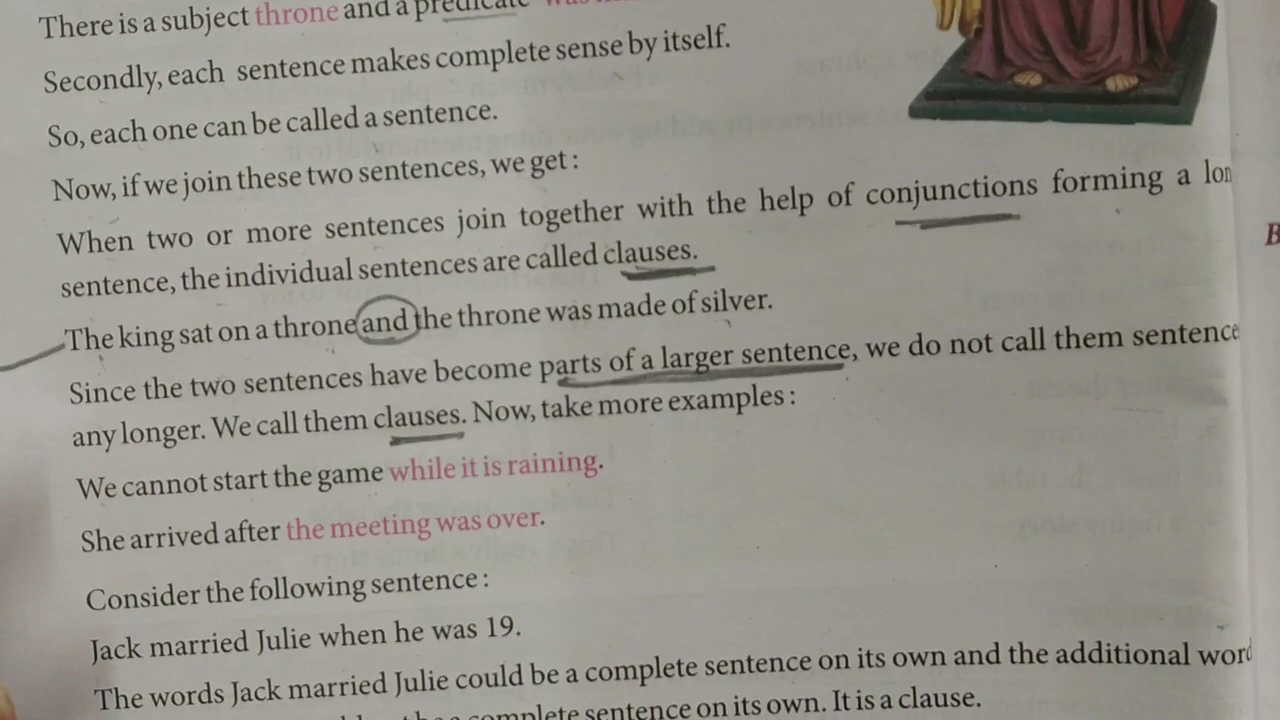 There is a subject throne and a predicate was
Secondly, each sentence makes complete sense by itself.
So, each one can be called a sentence.
Now, if we join these two sentences, we get :
When two or more sentences join together with the help of conjunctions forming a lon
sentence, the individual sentences are called clauses.
The king sat on a throne and the throne was made of silver.
Since the two sentences have become parts of a larger sentence, we do not call them sentence
any longer. We call them clauses. Now, take more examples :
We cannot start the game while it is raining.
She arrived after the meeting was over.
Consider the following sentence :
Jack married Julie when he was 19.
The words Jack married Julie could be a complete sentence on its own and the additional word
complete sentence on its own. It is a clause.
B